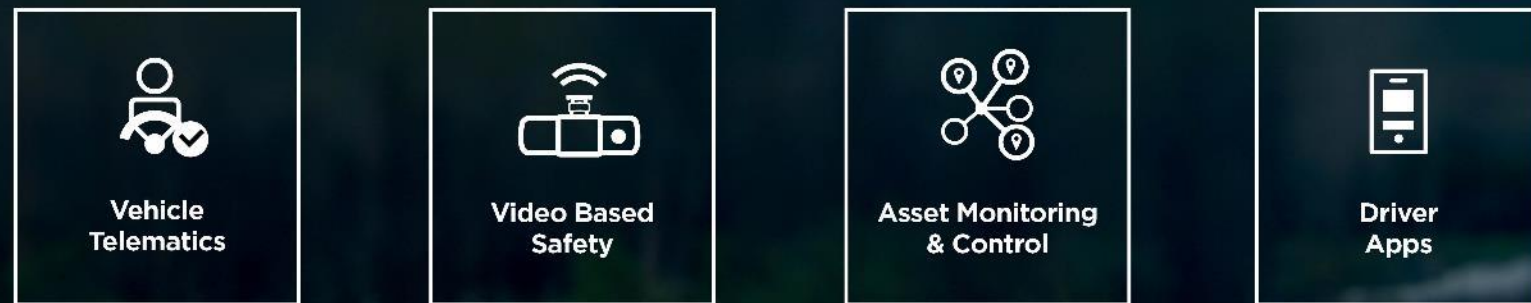 Vehicle
Telematics
Video Based
Safety
Asset Monitoring
& Control
Driver
Apps